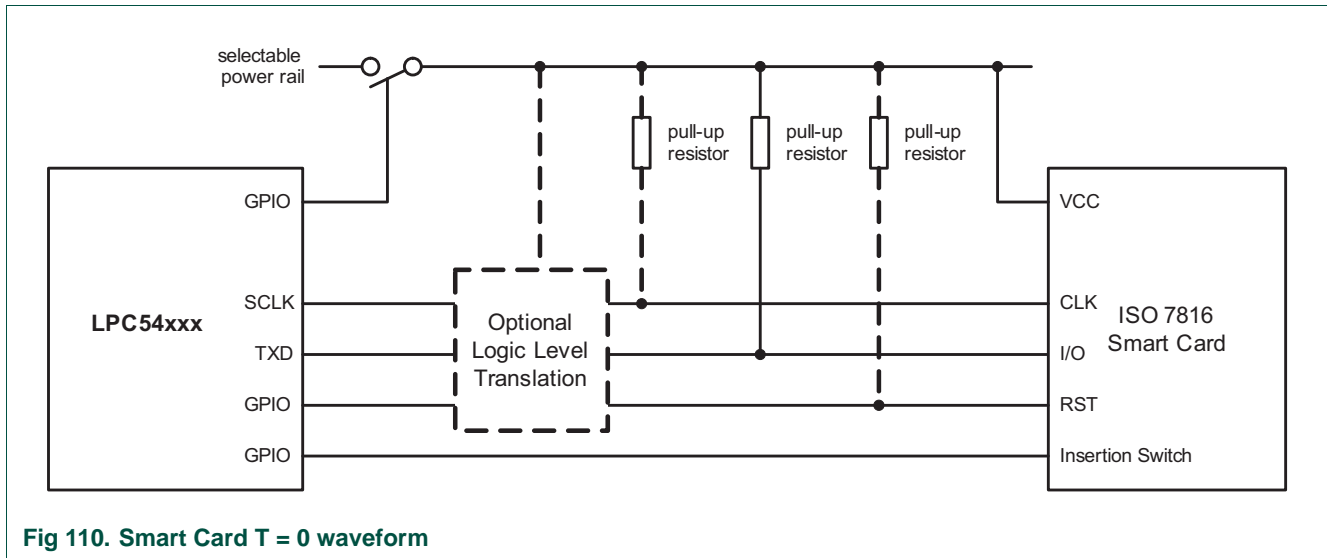 selectable
power rail
pull-up
resistor
pull-up
resistor
pull-up
resistor
GPIO
VCC
LPC54xxx
SCLK
TXD
GPIO
GPIO
Optional
Logic Level
Translation
CLK
I/O
RST
Insertion Switch
ISO 7816
Smart Card
Fig 110. Smart Card T = 0 waveform